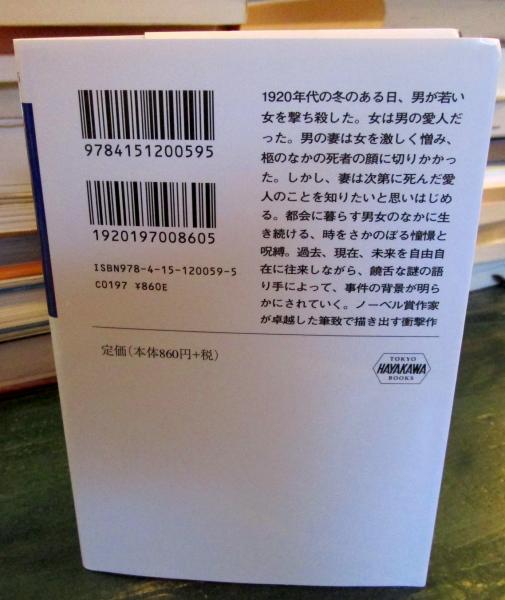 9784151200595
1920197008605
ISBN978-4-15-120059-5
C0197 ¥860E
1920年代の冬のある日、男が若い
女を撃ち殺した。女は男の愛人だ
った。男の妻は女を激しく憎み、
柩のなかの死者の顔に切りかかっ
た。しかし、妻は次第に死んだ愛
人のことを知りたいと思いはじめ
る。都会に暮らす男女のなかに生
き続ける、時をさかのぼる憧憬と
呪縛。過去、現在、未来を自由自
在に往来しながら、饒舌な謎の語
り手によって、事件の背景が明ら
かにされていく。ノーベル賞作家
が卓越した筆致で描き出す衝撃作
定価（本体860円+税）
TOKYO
HAYAKAWA
BOOKS